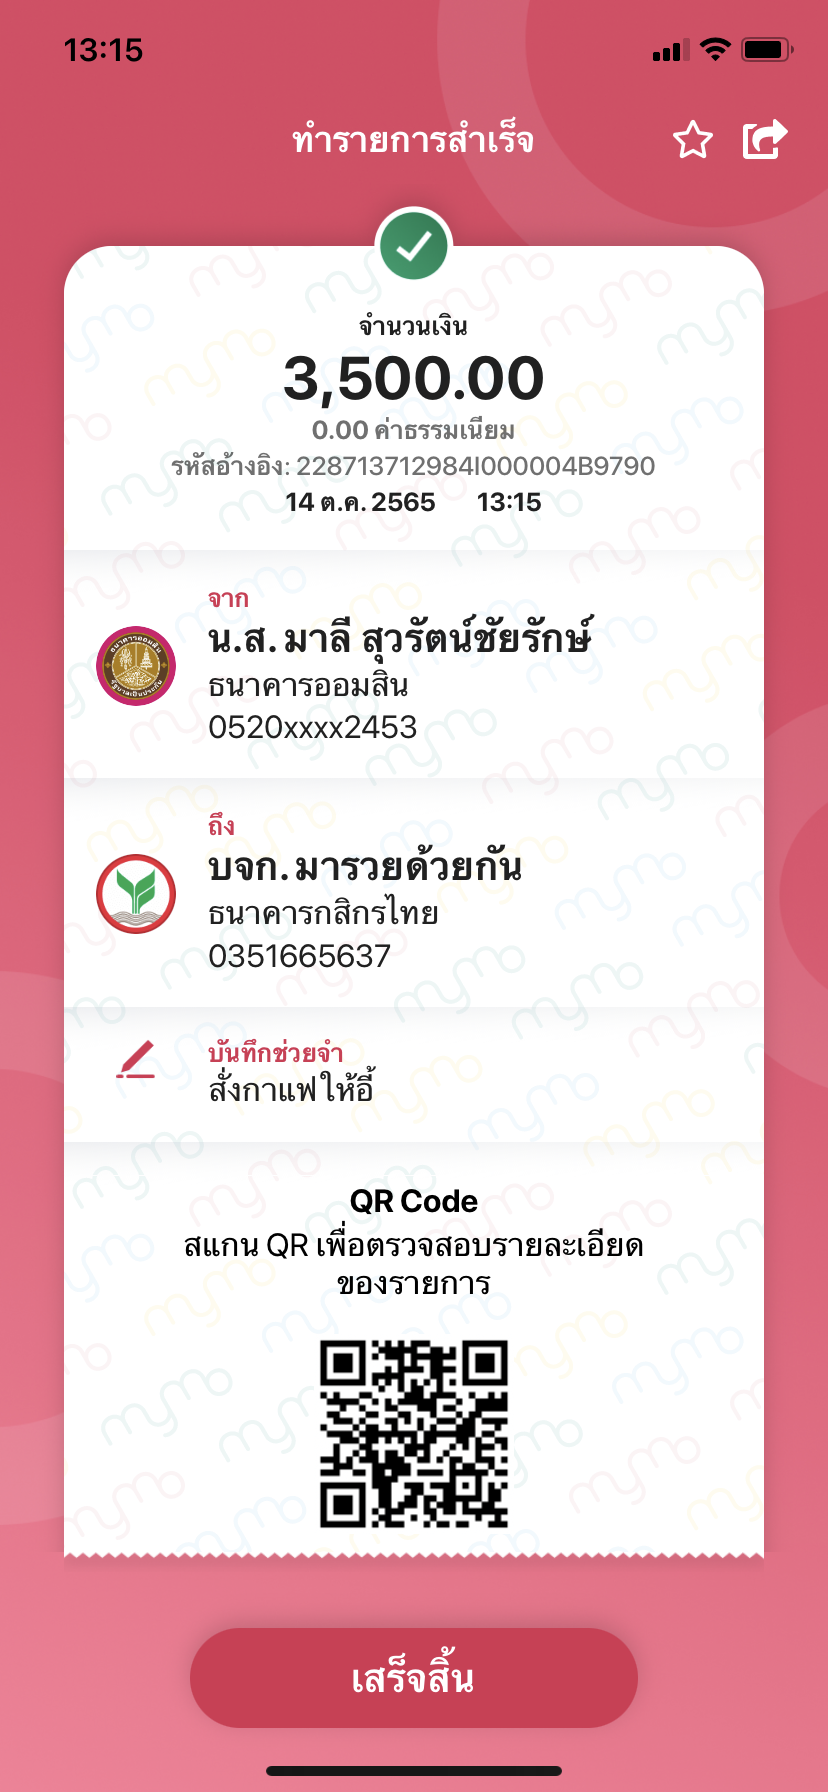 13:15
ทำรายการสำเร็จ
จำนวนเงิน
3,500.00
0.00 ค่าธรรมเนียม
รหัสอ้างอิง: 228713712984I000004B9790
14 ต.ค. 2565 13:15
จาก
น.ส. มาลี สุวรัตน์ชัยรักษ์
ธนาคารออมสิน
0520xxxx2453
ถึง
บจก. มารวยด้วยกัน
ธนาคารกสิกรไทย
0351665637
บันทึกช่วยจำ
สั่งกาแฟให้อี้
QR Code
สแกน QR เพื่อตรวจสอบรายละเอียด
ของรายการ
เสร็จสิ้น